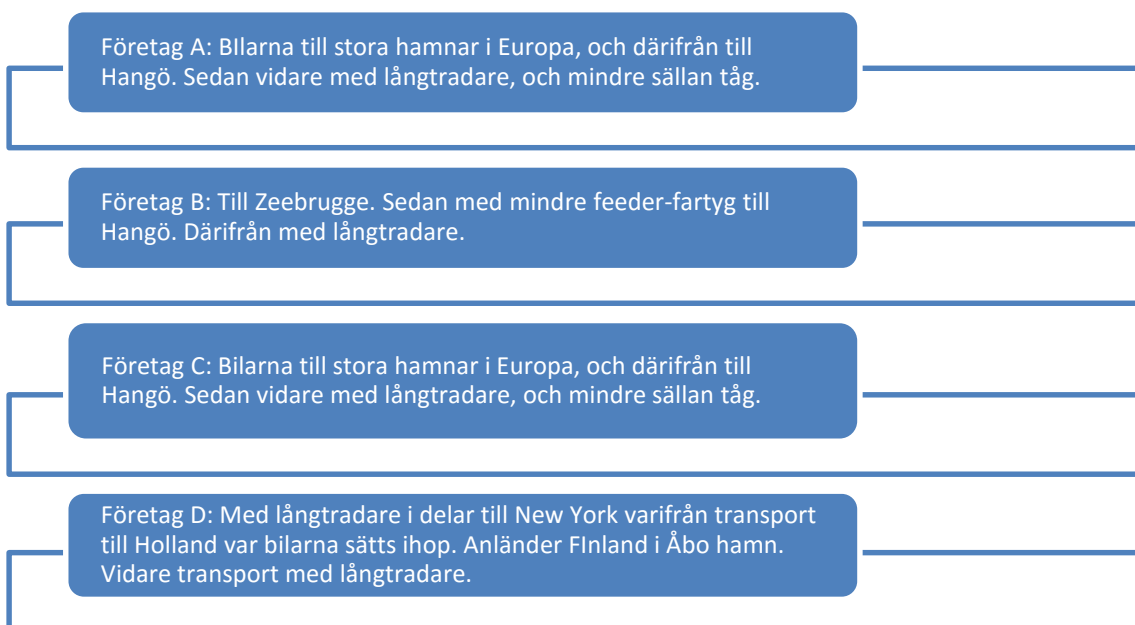 Företag A: BIlarna till stora hamnar i Europa, och därifrån till
Hangö. Sedan vidare med långtradare, och mindre sällan tåg.
Företag B: Till Zeebrugge. Sedan med mindre feeder-fartyg till
Hangö. Därifrån med långtradare.
Företag C: Bilarna till stora hamnar i Europa, och därifrån till
Hangö. Sedan vidare med långtradare, och mindre sällan tåg.
Företag D: Med långtradare i delar till New York varifrån transport
till Holland var bilarna sätts ihop. Anländer FInland i Åbo hamn.
Vidare transport med långtradare.